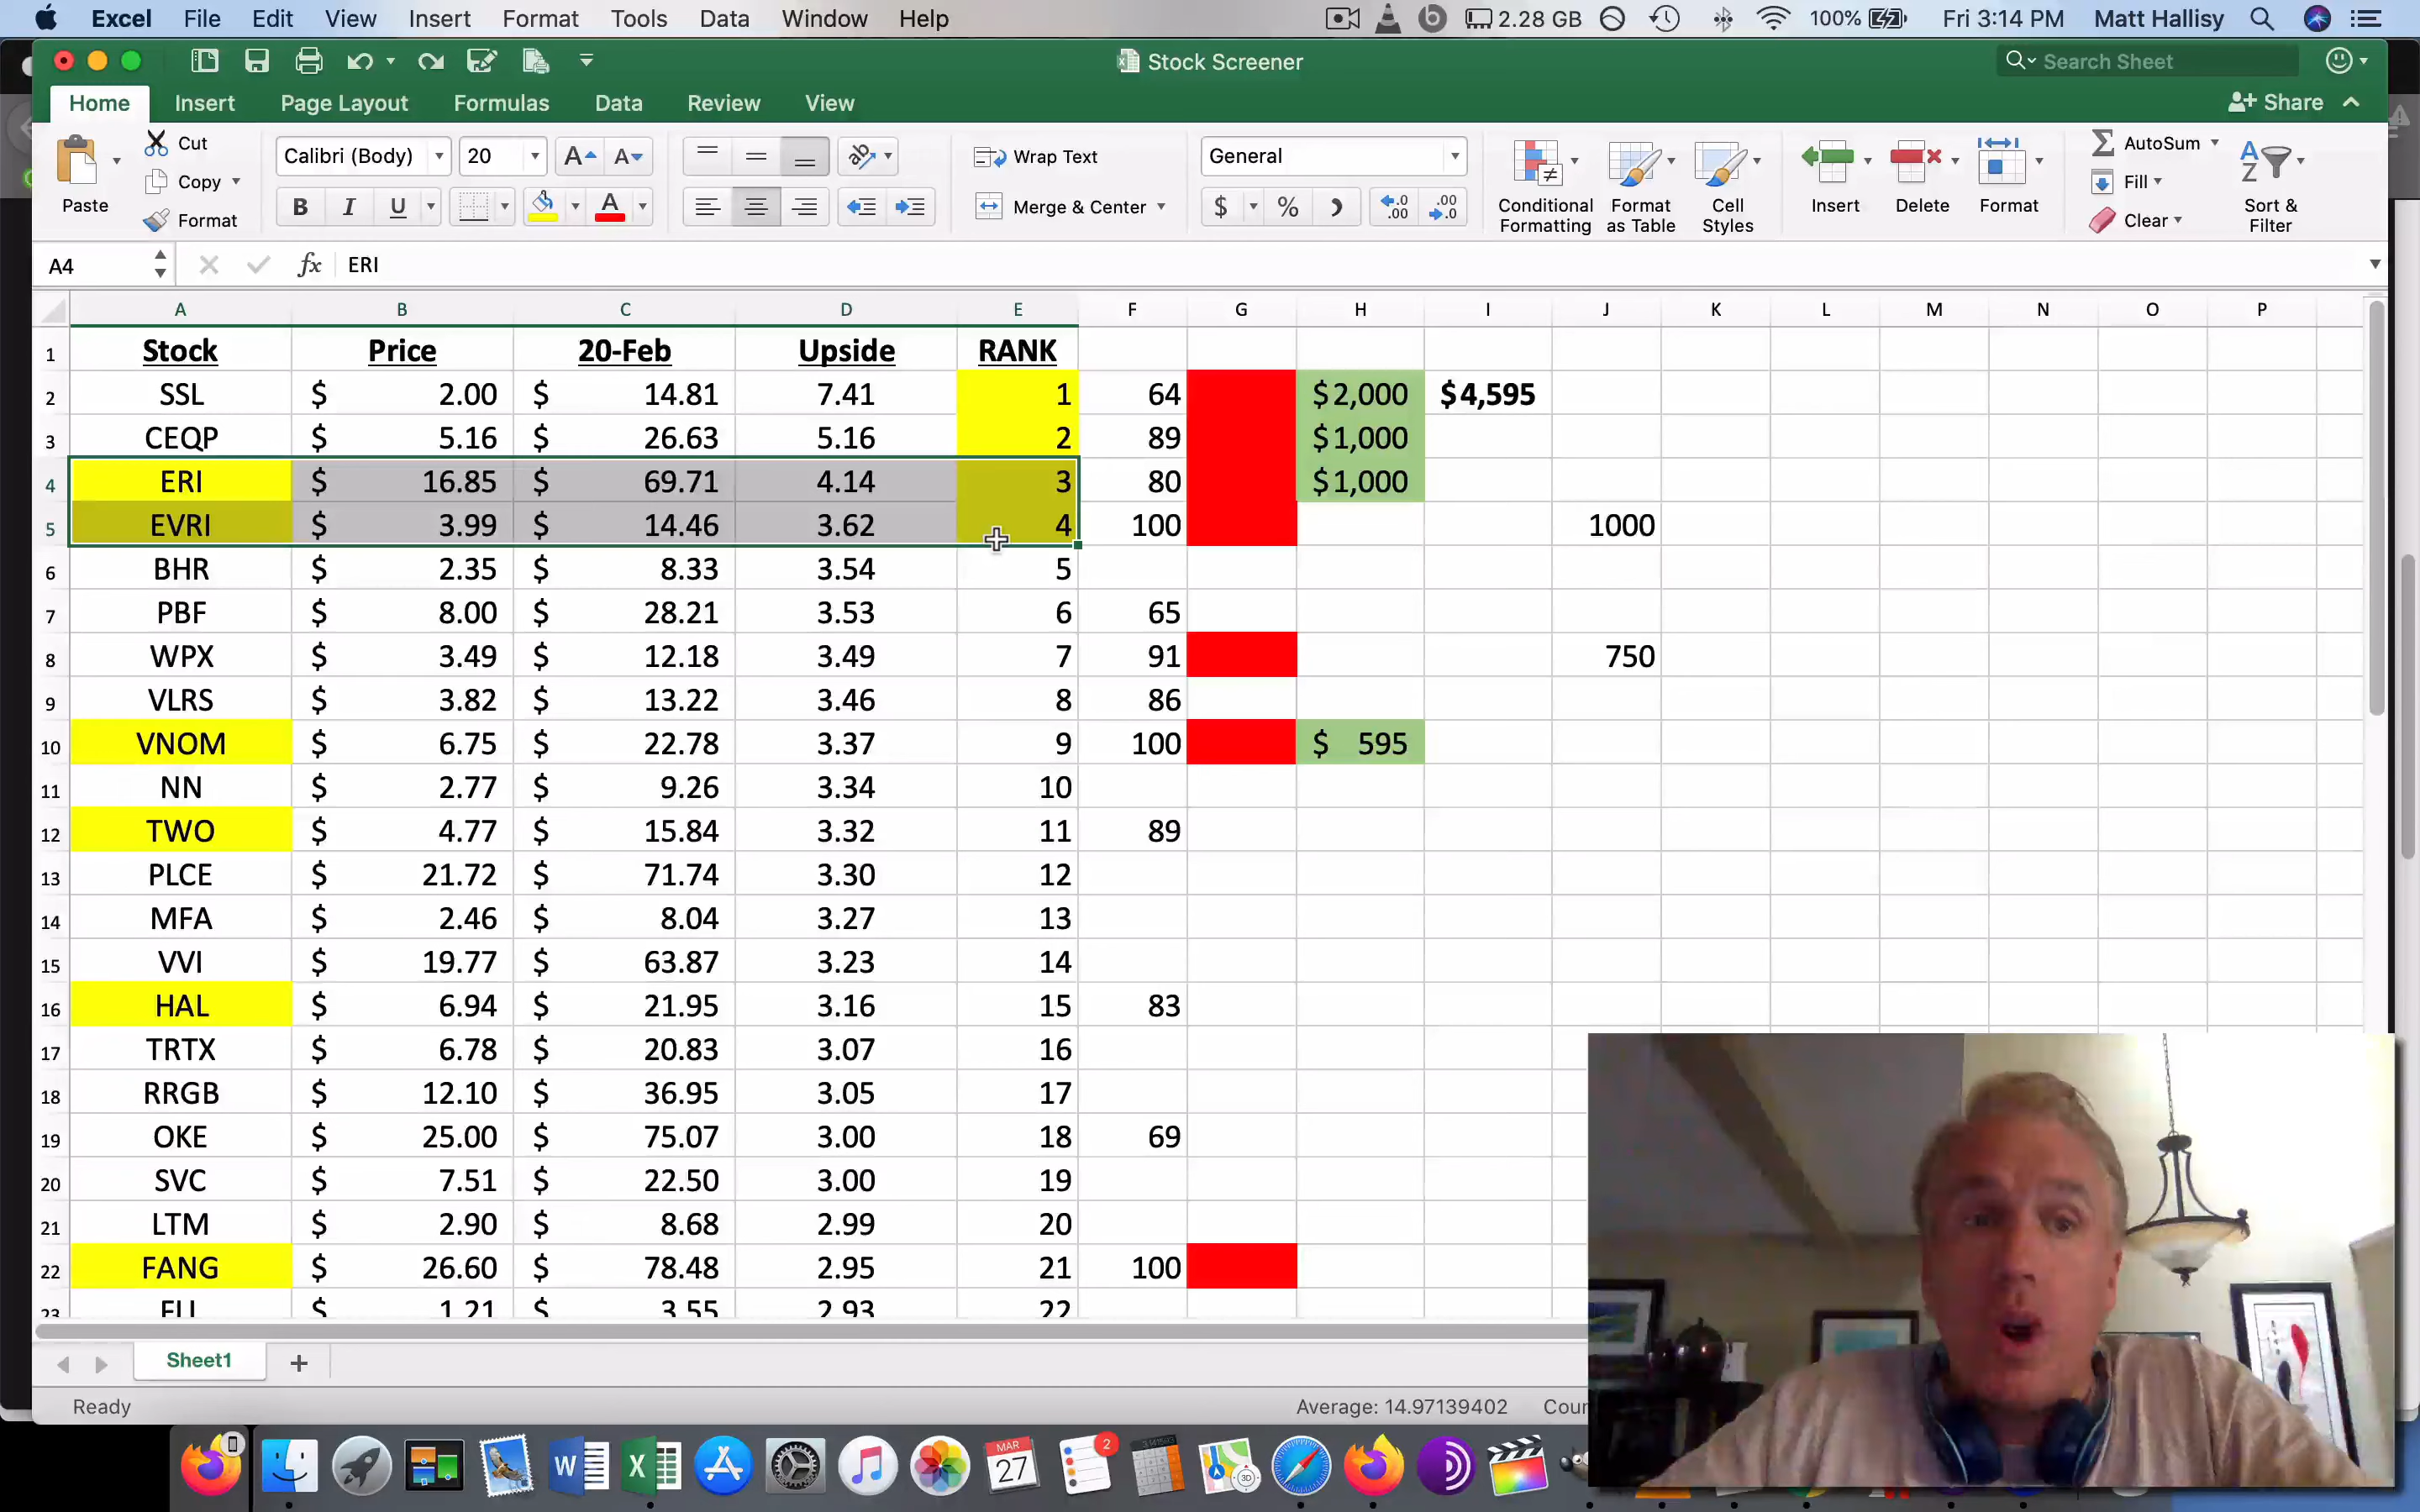 Excel File Edit View Insert Format Tools Data Window Help 2.28 GB 100% Fri 3:14 PM Matt Hallisy
Stock Screener Search Sheet
Home Insert Page Layout Formulas Data Review View Share
Cut Calibri (Body) 20 Wrap Text General AutoSum
Copy Fill
Paste Format B I U Merge & Center $ % Conditional Formatting Format as Table Cell Styles Insert Delete Format Clear Sort & Filter
A4 fx ERI
A B C D E F G H I J K L M N O P
1 Stock Price 20-Feb Upside RANK
2 SSL $ 2.00 $ 14.81 7.41 1 64 $2,000 $4,595
3 CEQP $ 5.16 $ 26.63 5.16 2 89 $1,000
4 ERI $ 16.85 $ 69.71 4.14 3 80 $1,000
5 EVRI $ 3.99 $ 14.46 3.62 4 100 1000
6 BHR $ 2.35 $ 8.33 3.54 5
7 PBF $ 8.00 $ 28.21 3.53 6 65
8 WPX $ 3.49 $ 12.18 3.49 7 91 750
9 VLRS $ 3.82 $ 13.22 3.46 8 86
10 VNOM $ 6.75 $ 22.78 3.37 9 100 $ 595
11 NN $ 2.77 $ 9.26 3.34 10
12 TWO $ 4.77 $ 15.84 3.32 11 89
13 PLCE $ 21.72 $ 71.74 3.30 12
14 MFA $ 2.46 $ 8.04 3.27 13
15 VVI $ 19.77 $ 63.87 3.23 14
16 HAL $ 6.94 $ 21.95 3.16 15 83
17 TRTX $ 6.78 $ 20.83 3.07 16
18 RRGB $ 12.10 $ 36.95 3.05 17
19 OKE $ 25.00 $ 75.07 3.00 18 69
20 SVC $ 7.51 $ 22.50 3.00 19
21 LTM $ 2.90 $ 8.68 2.99 20
22 FANG $ 26.60 $ 78.48 2.95 21 100
23 $ 1.21 $ 3.55 2.93 22
Sheet1 +
Ready Average: 14.97139402 Cour
MAR
27
2
3D